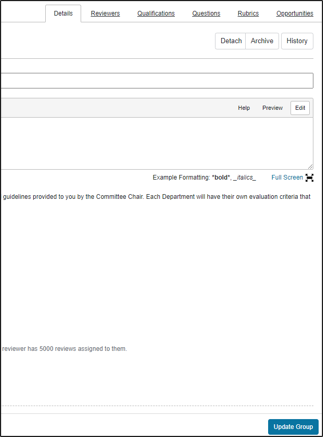 Details Reviewers Qualifications Questions Rubrics Opportunities
Detach Archive History
Help Preview Edit
Example Formatting: *bold*, _italics_ Full Screen
guidelines provided to you by the Committee Chair. Each Department will have their own evaluation criteria that
reviewer has 5000 reviews assigned to them.
Update Group